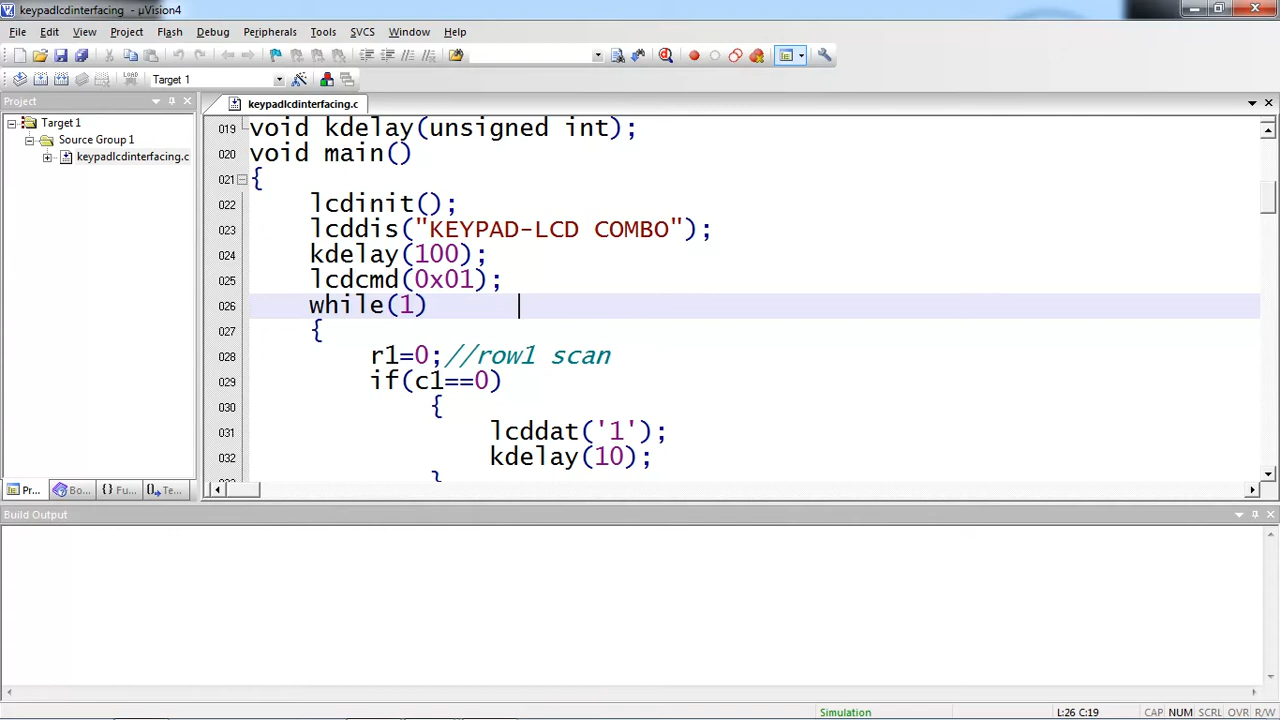 keypadlcdinterfacing - µVision4
File Edit View Project Flash Debug Peripherals Tools SVCS Window Help
LOAD Target 1
Project
keypadlcdinterfacing.c
Target 1
Source Group 1
keypadlcdinterfacing.c
019 void kdelay(unsigned int);
020 void main()
021 {
022 lcdinit();
023 lcddis("KEYPAD-LCD COMBO");
024 kdelay(100);
025 lcdcmd(0x01);
026 while(1)
027 {
028 r1=0;//row1 scan
029 if(c1==0)
030 {
031 lcddat('1');
032 kdelay(10);
}
Pr... Bo... {} Fu... Te...
Build Output
Simulation L:26 C:19 CAP NUM SCRL OVR R/W